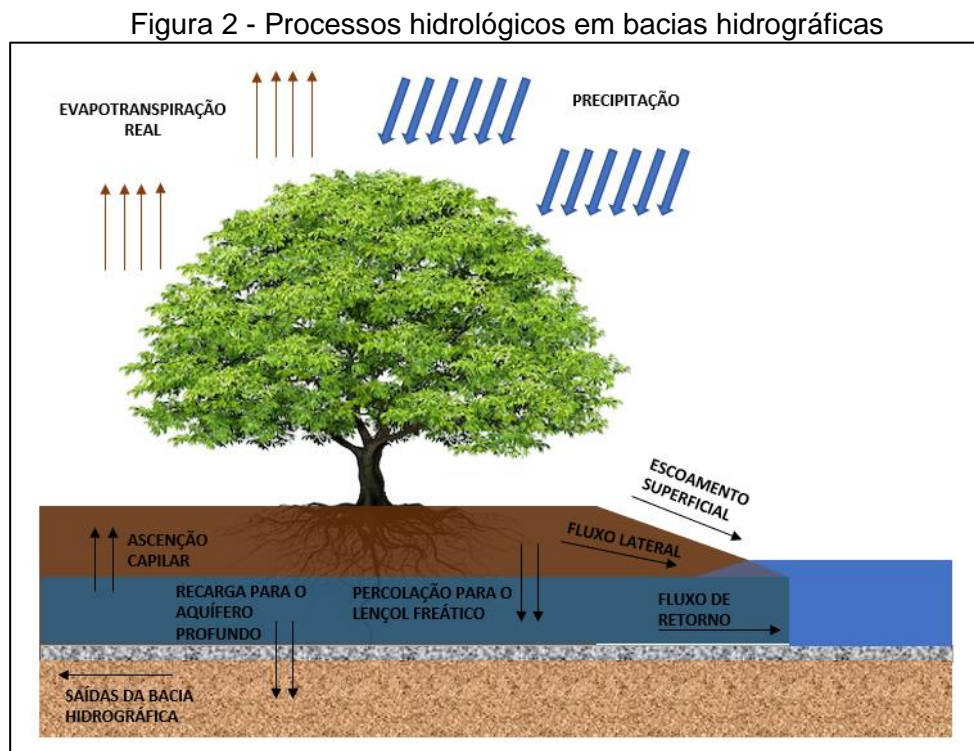 Figura 2 - Processos hidrológicos em bacias hidrográficas
EVAPOTRANSPIRAÇÃO
REAL
PRECIPITAÇÃO
ESCOAMENTO
SUPERFICIAL
FLUXO LATERAL
ASCENÇÃO
CAPILAR
RECARGA PARA O
AQUÍFERO
PROFUNDO
PERCOLAÇÃO PARA O
LENÇOL FREÁTICO
FLUXO DE
RETORNO
SAÍDAS DA BACIA
HIDROGRÁFICA